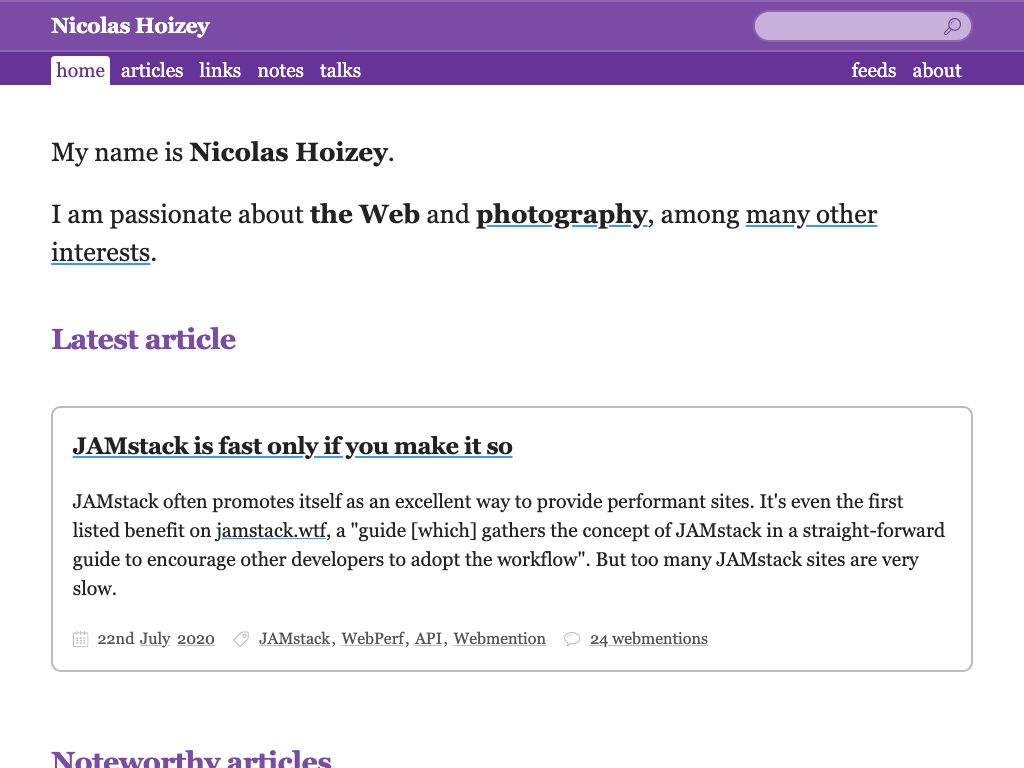 Nicolas Hoizey
home articles links notes talks feeds about
My name is Nicolas Hoizey.
I am passionate about the Web and photography, among many other
interests.
Latest article
JAMstack is fast only if you make it so
JAMstack often promotes itself as an excellent way to provide performant sites. It's even the first
listed benefit on jamstack.wtf, a "guide [which] gathers the concept of JAMstack in a straight-forward
guide to encourage other developers to adopt the workflow". But too many JAMstack sites are very
slow.
22nd July 2020 JAMstack, WebPerf, API, Webmention 24 webmentions
Noteworthy articles